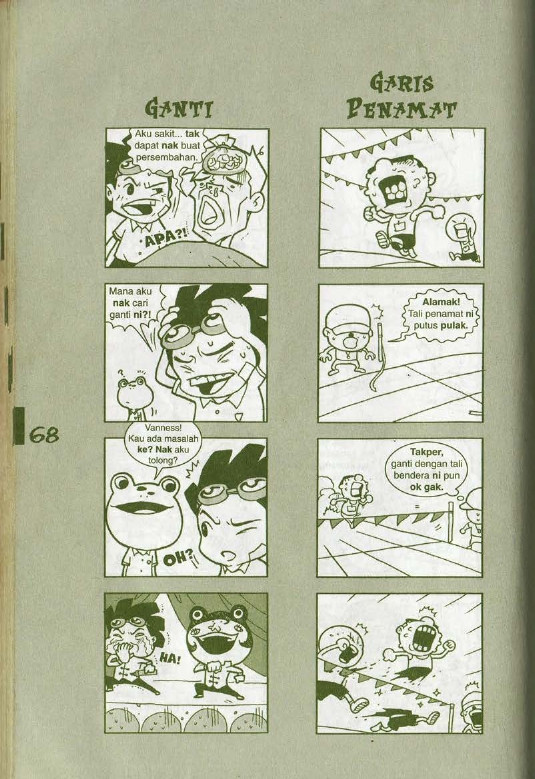 GANTI
Aku sakit... tak
dapat nak buat
persembahan.
APA?!
Mana aku
nak cari
ganti ni?!
Vanness!
Kau ada masalah
ke? Nak aku
tolong?
OH?
HA!
GARIS
PENAMAT
Alamak!
Tali penamat ni
putus pulak.
Takper,
ganti dengan tali
bendera ni pun
ok gak.
68